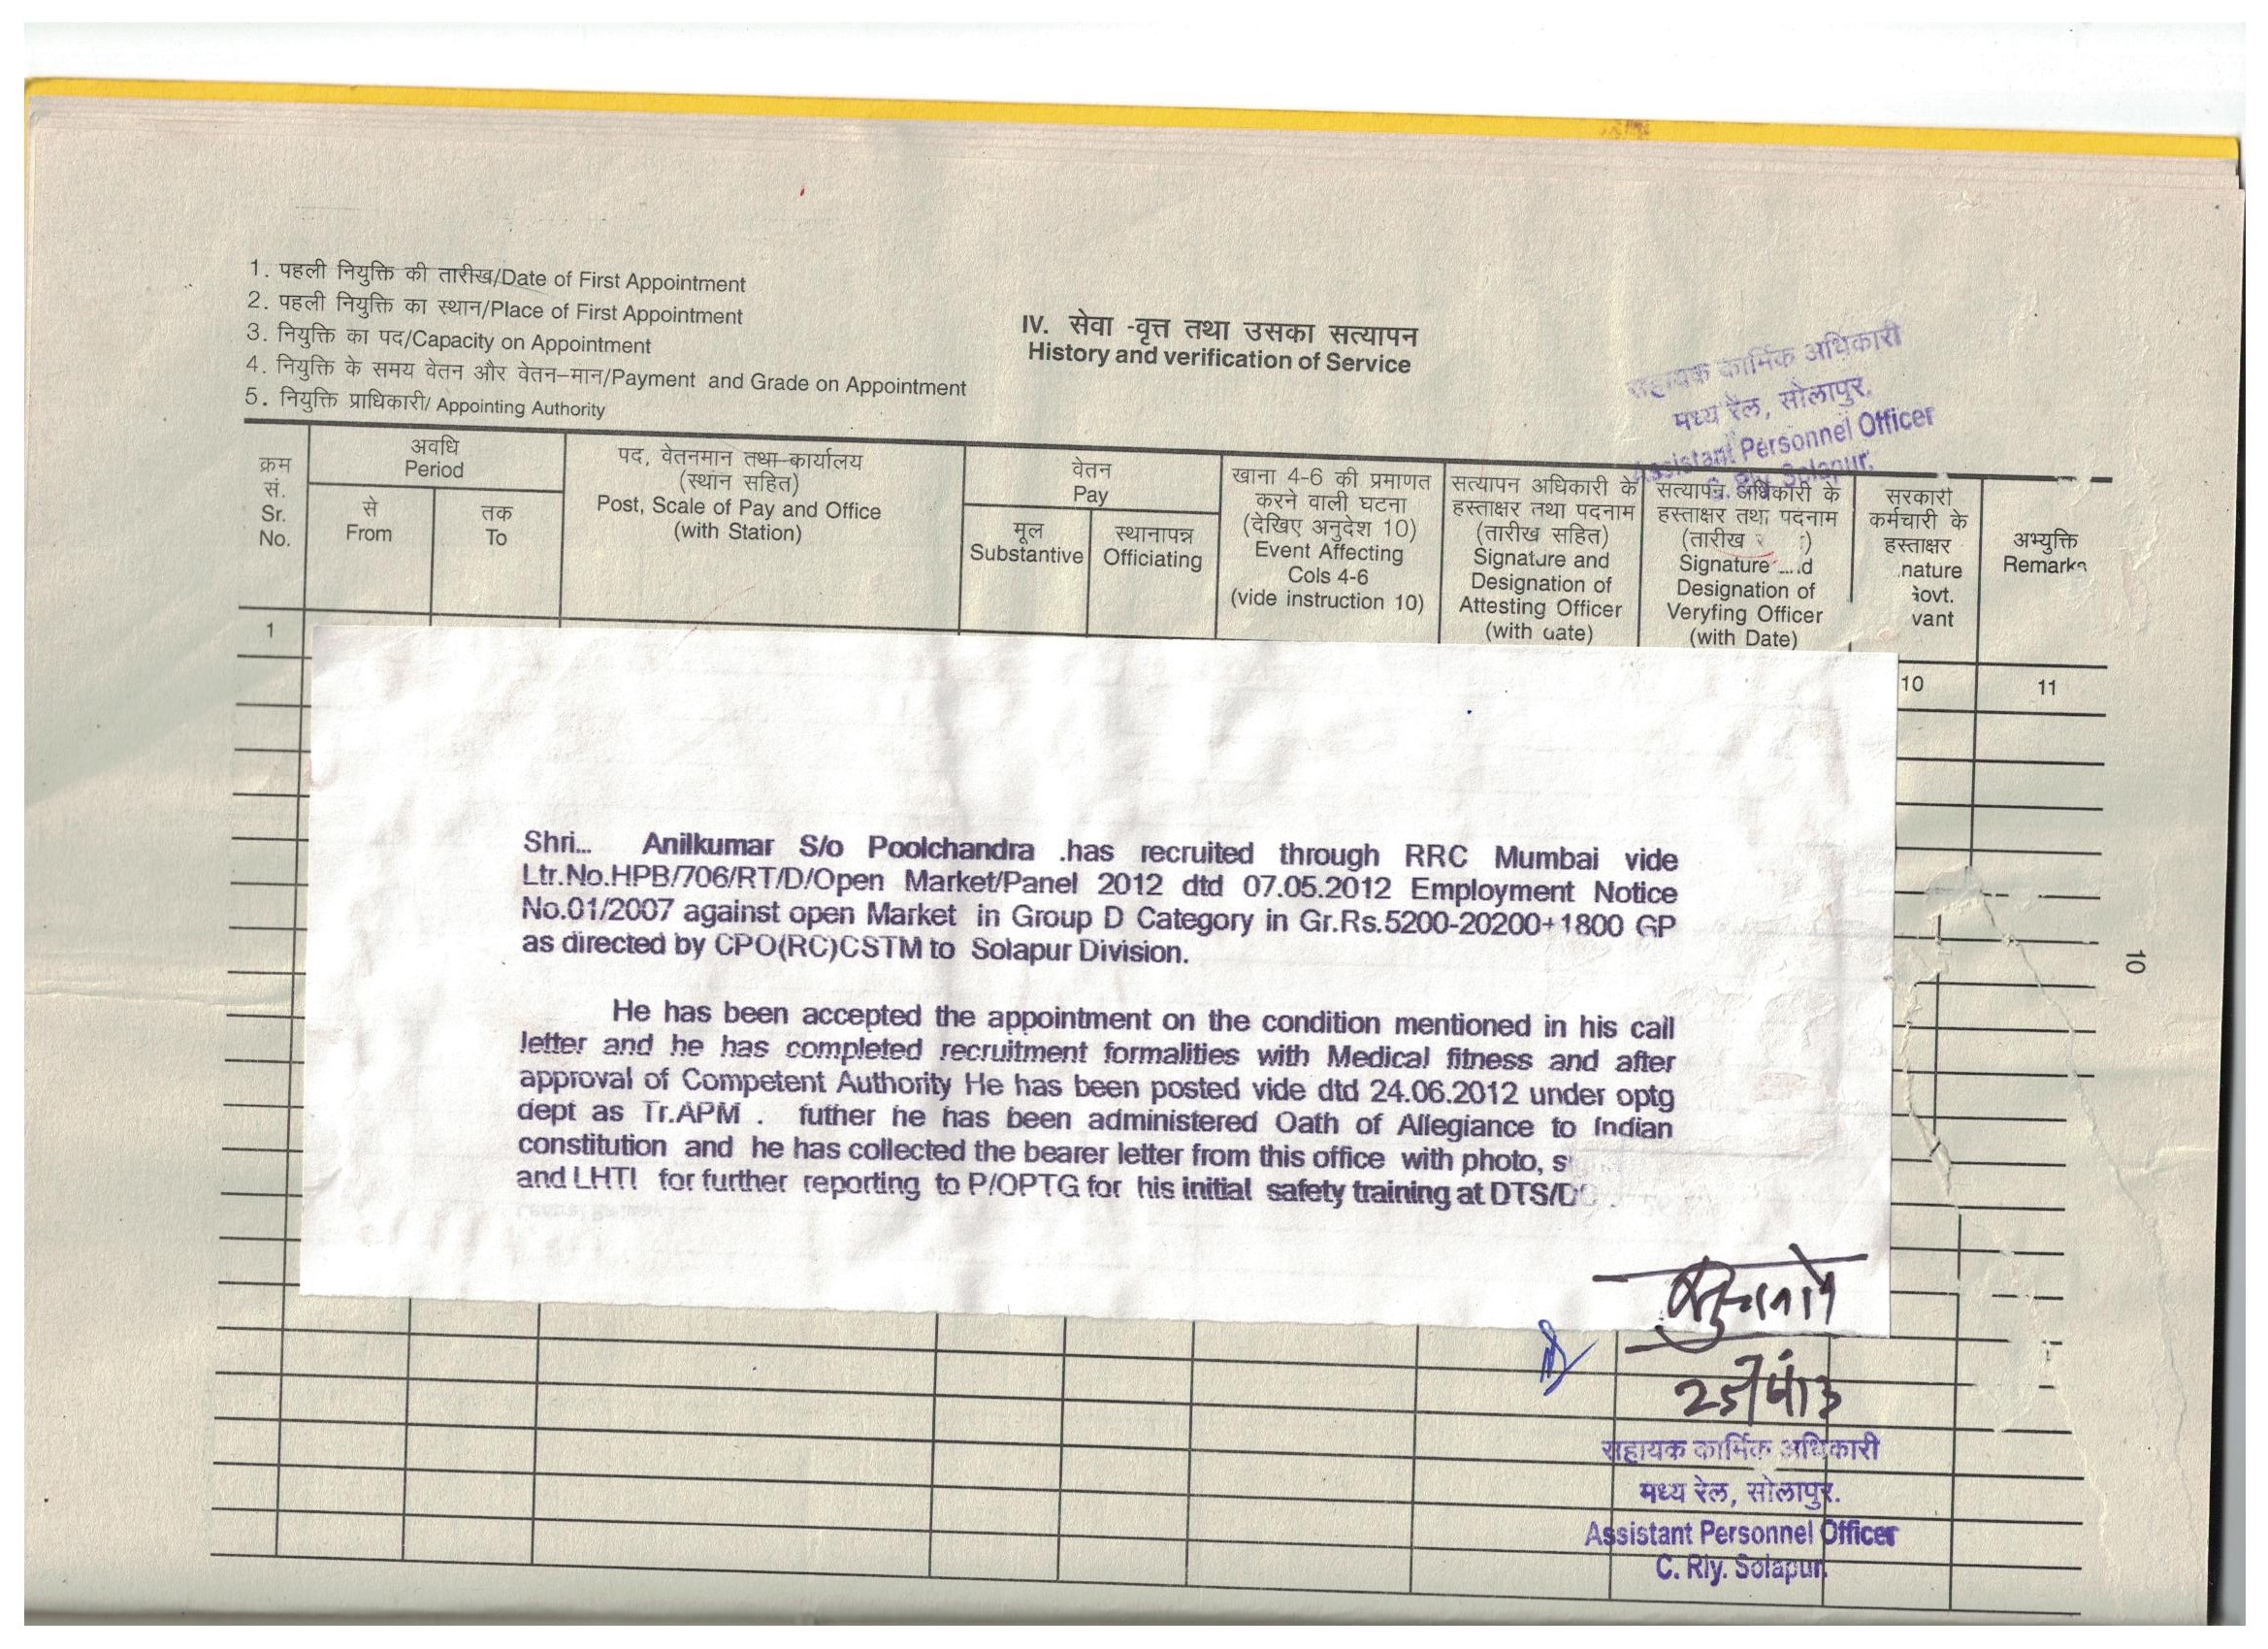 1. पहली नियुक्ति की तारीख/Date of First Appointment
2. पहली नियुक्ति का स्थान/Place of First Appointment
3. नियुक्ति का पद/Capacity on Appointment
4. नियुक्ति के समय वेतन और वेतन-मान/Payment and Grade on Appointment
5. नियुक्ति प्राधिकारी/ Appointing Authority
IV. सेवा -वृत्त तथा उसका सत्यापन
History and verification of Service
सहायक कार्मिक अधिकारी
मध्य रेल, सोलापुर.
Assistant Personnel Officer
C. Rly. Solapur.
क्रम
सं.
Sr.
No.
अवधि
Period
से
From
तक
To
पद, वेतनमान तथा कार्यालय
(स्थान सहित)
Post, Scale of Pay and Office
(with Station)
वेतन
Pay
मूल
Substantive
स्थानापन्न
Officiating
खाना 4-6 की प्रमाणत
करने वाली घटना
(देखिए अनुदेश 10)
Event Affecting
Cols 4-6
(vide instruction 10)
सत्यापन अधिकारी के
हस्ताक्षर तथा पदनाम
(तारीख सहित)
Signature and
Designation of
Attesting Officer
(with date)
सत्यापन अधिकारी के
हस्ताक्षर तथा पदनाम
(तारीख )
Signature
Designation of
Veryfing Officer
(with Date)
सरकारी
कर्मचारी के
हस्ताक्षर
nature
ovt.
vant
अभ्युक्ति
Remarks
1
10
11
Shri... Anilkumar S/o Poolchandra .has recruited through RRC Mumbai vide
Ltr.No.HPB/706/RT/D/Open Market/Panel 2012 dtd 07.05.2012 Employment Notice
No.01/2007 against open Market in Group D Category in Gr.Rs.5200-20200+1800 GP
as directed by CPO(RC)CSTM to Solapur Division.
He has been accepted the appointment on the condition mentioned in his call
letter and he has completed recruitment formalities with Medical fitness and after
approval of Competent Authority He has been posted vide dtd 24.06.2012 under optg
dept as Tr.APM . futher he has been administered Oath of Allegiance to Indian
constitution and he has collected the bearer letter from this office with photo,
and LHTI for further reporting to P/OPTG for his initial safety training at
10
सहायक कार्मिक अधिकारी
मध्य रेल, सोलापुर.
Assistant Personnel Officer
C. Rly. Solapur.